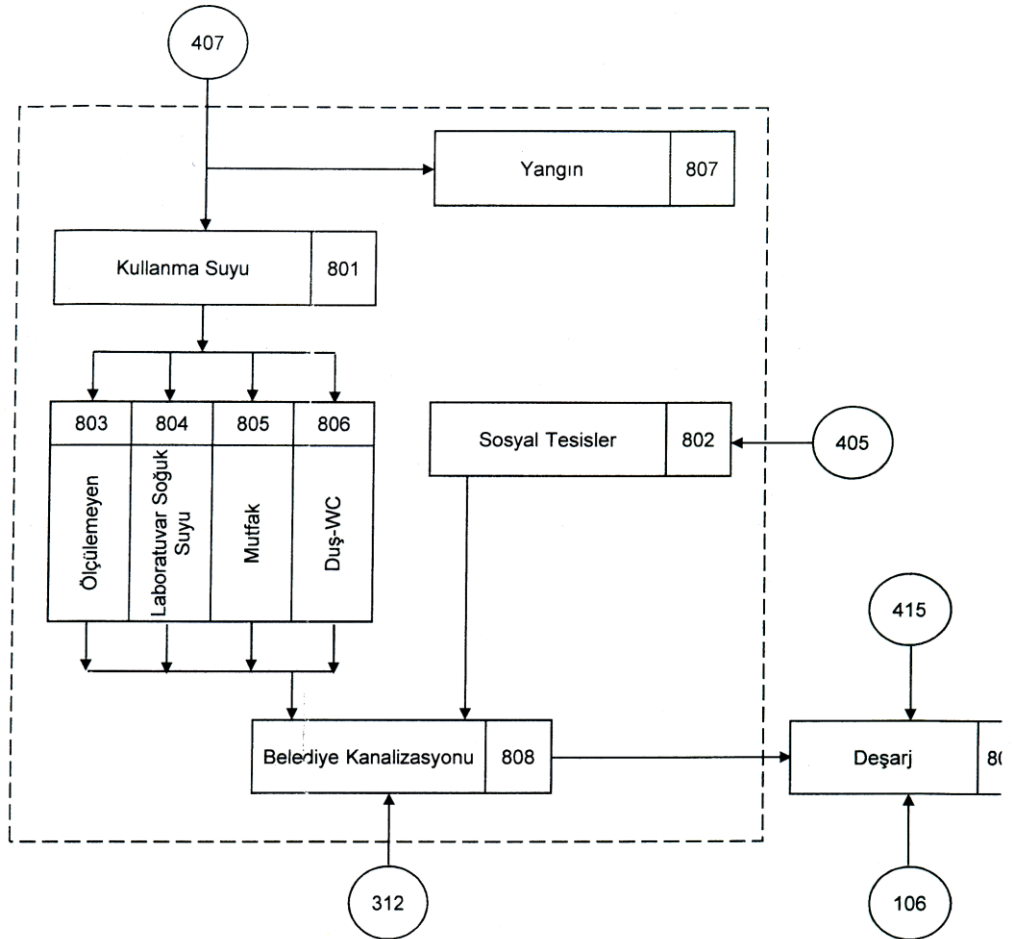 407
Yangın 807
Kullanma Suyu 801
803 804 805 806
Ölçülemeyen
Laboratuvar Soğuk
Suyu
Mutfak
Duş-WC
Sosyal Tesisler 802
405
415
Belediye Kanalizasyonu 808
Deşarj
312
106